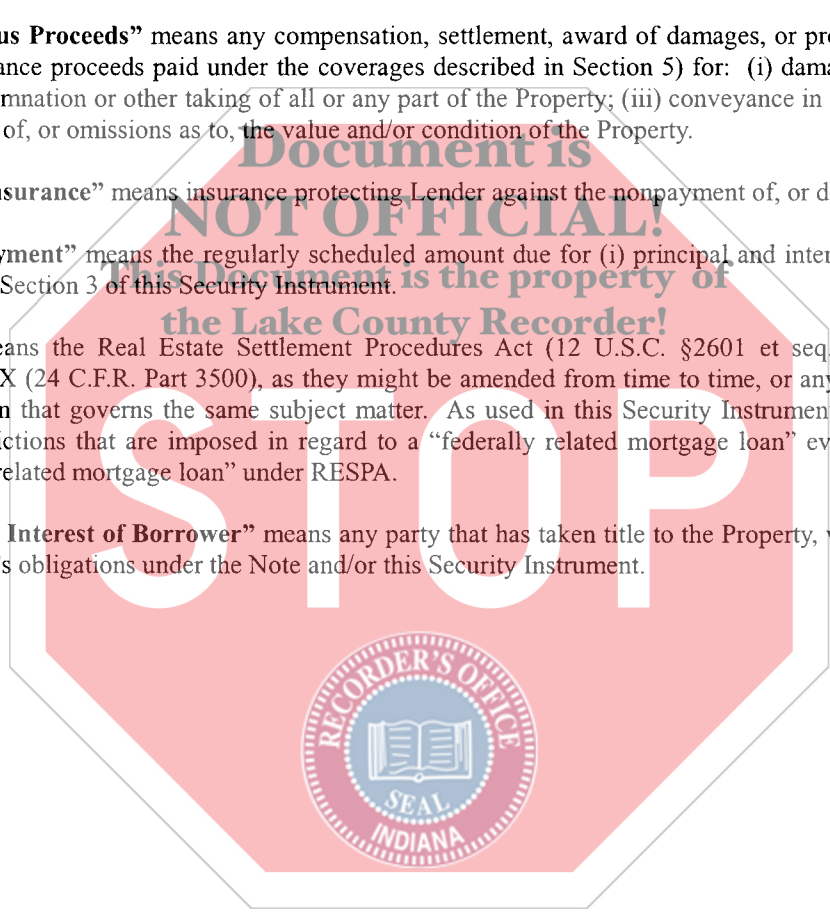 us Proceeds” means any compensation, settlement, award of damages, or pro
ance proceeds paid under the coverages described in Section 5) for: (i) dama
mnation or other taking of all or any part of the Property; (iii) conveyance in
of, or omissions as to, the value and/or condition of the Property.
Document is
nsurance” means insurance protecting Lender against the nonpayment of, or d
NOT OFFICIAL!
yment” means the regularly scheduled amount due for (i) principal and inter
This Document is the property of
Section 3 of this Security Instrument.
the Lake County Recorder!
eans the Real Estate Settlement Procedures Act (12 U.S.C. §2601 et seq.
X (24 C.F.R. Part 3500), as they might be amended from time to time, or any
n that governs the same subject matter. As used in this Security Instrument
ctions that are imposed in regard to a “federally related mortgage loan” ev
related mortgage loan” under RESPA.
STOP
Interest of Borrower” means any party that has taken title to the Property,
's obligations under the Note and/or this Security Instrument.
RECORDER'S OFFICE
SEAL
INDIANA